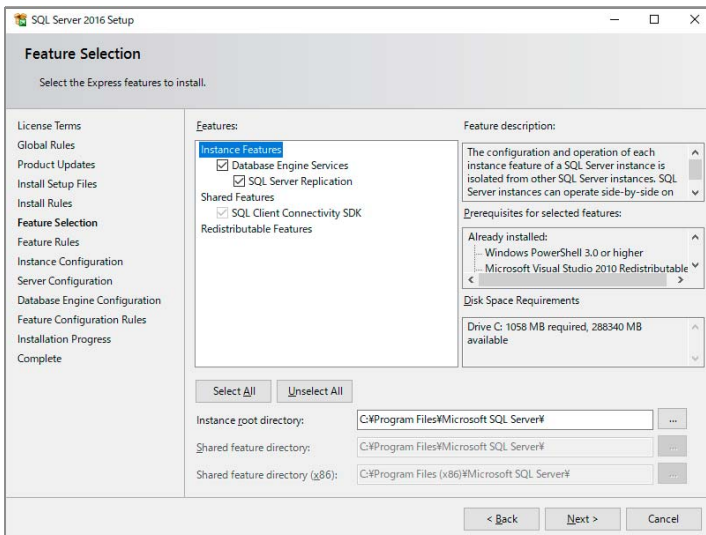 SQL Server 2016 Setup
Feature Selection
Select the Express features to install.
License Terms
Global Rules
Product Updates
Install Setup Files
Install Rules
Feature Selection
Feature Rules
Instance Configuration
Server Configuration
Database Engine Configuration
Feature Configuration Rules
Installation Progress
Complete
Features:
Instance Features
Database Engine Services
SQL Server Replication
Shared Features
SQL Client Connectivity SDK
Redistributable Features
Feature description:
The configuration and operation of each
instance feature of a SQL Server instance is
isolated from other SQL Server instances. SQL
Server instances can operate side-by-side on
Prerequisites for selected features:
Already installed:
Windows PowerShell 3.0 or higher
Microsoft Visual Studio 2010 Redistributable
Disk Space Requirements
Drive C: 1058 MB required, 288340 MB
available
Select All
Unselect All
Instance root directory:
C:¥Program Files¥Microsoft SQL Server¥
...
Shared feature directory:
C:¥Program Files¥Microsoft SQL Server¥
...
Shared feature directory (x86):
C:¥Program Files (x86)¥Microsoft SQL Server¥
...
< Back
Next >
Cancel